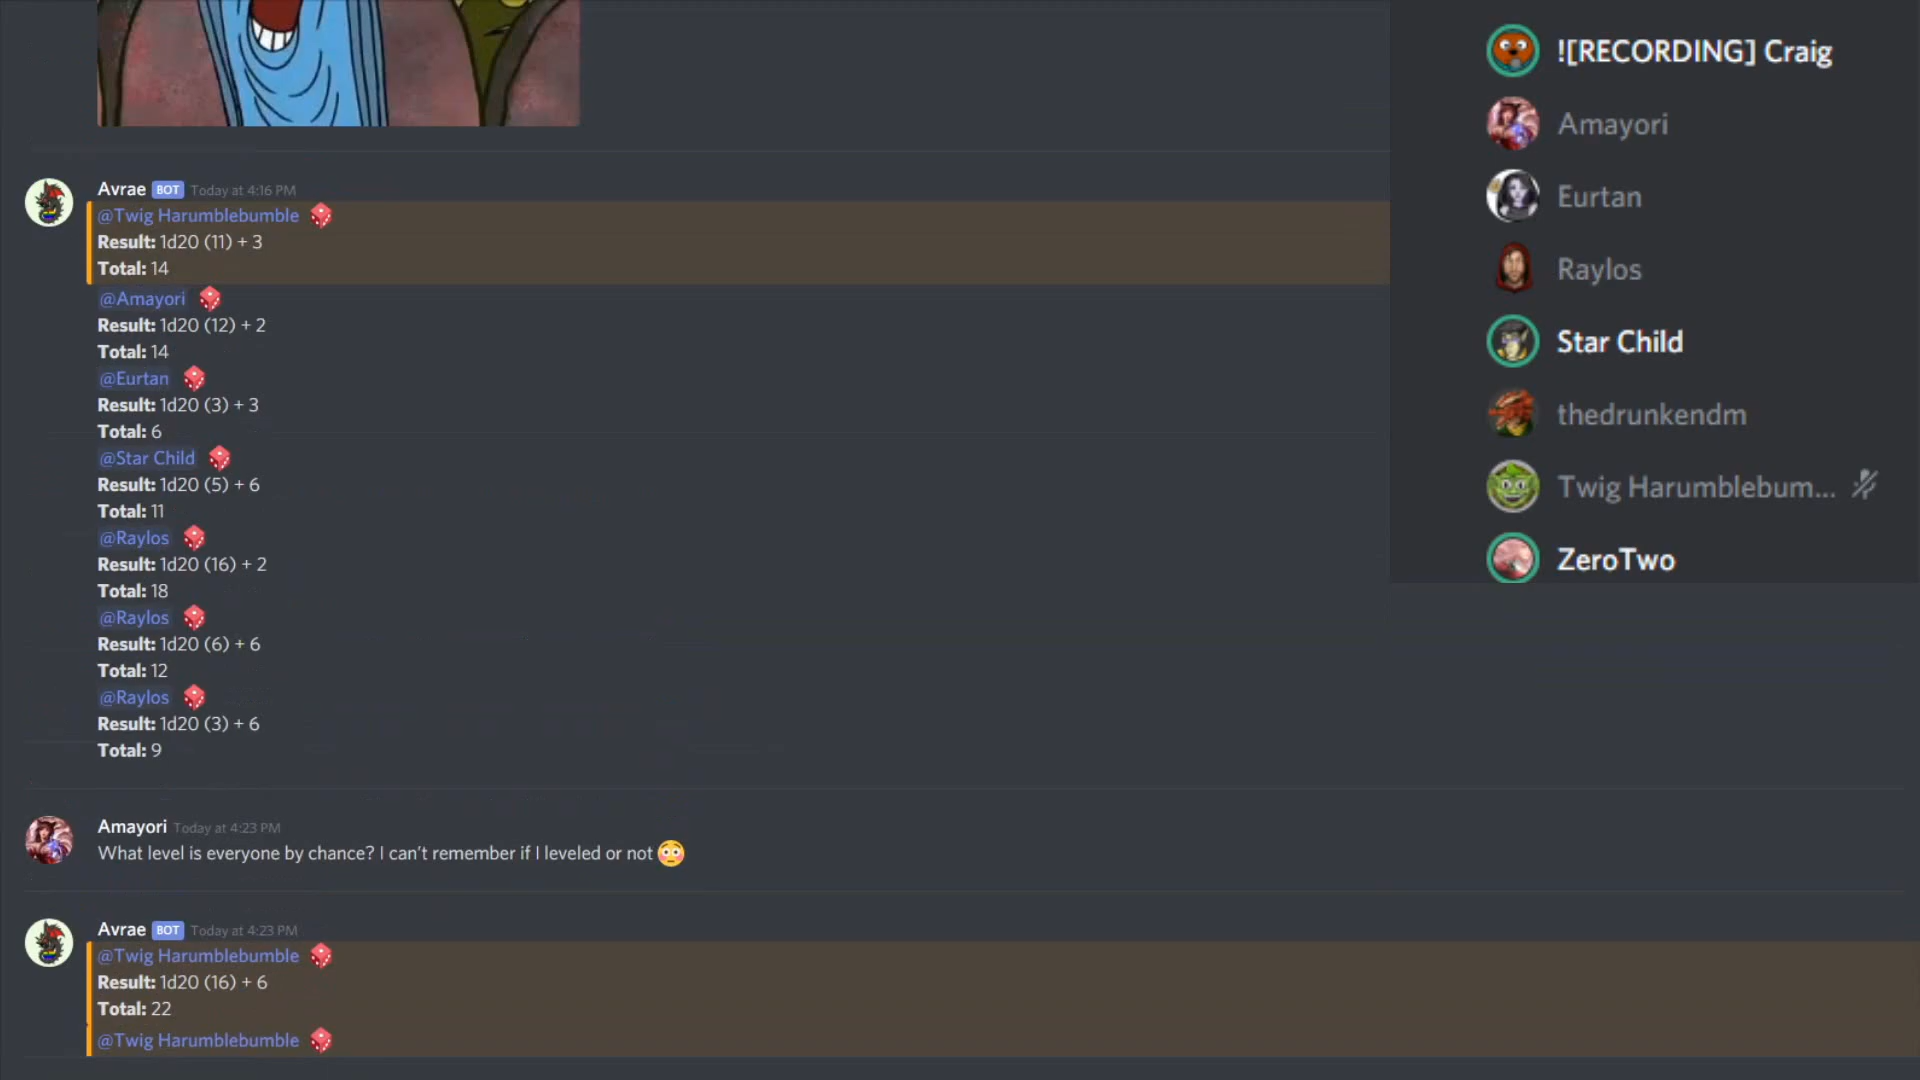 Avrae BOT Today at 4:16 PM
@Twig Harumblebumble
Result: 1d20 (11) + 3
Total: 14
@Amayori
Result: 1d20 (12) + 2
Total: 14
@Eurtan
Result: 1d20 (3) + 3
Total: 6
@Star Child
Result: 1d20 (5) + 6
Total: 11
@Raylos
Result: 1d20 (16) + 2
Total: 18
@Raylos
Result: 1d20 (6) + 6
Total: 12
@Raylos
Result: 1d20 (3) + 6
Total: 9
Amayori Today at 4:23 PM
What level is everyone by chance? I can't remember if I leveled or not 😳
Avrae BOT Today at 4:23 PM
@Twig Harumblebumble
Result: 1d20 (16) + 6
Total: 22
@Twig Harumblebumble
![RECORDING] Craig
Amayori
Eurtan
Raylos
Star Child
thedrunkendm
Twig Harumblebum...
ZeroTwo